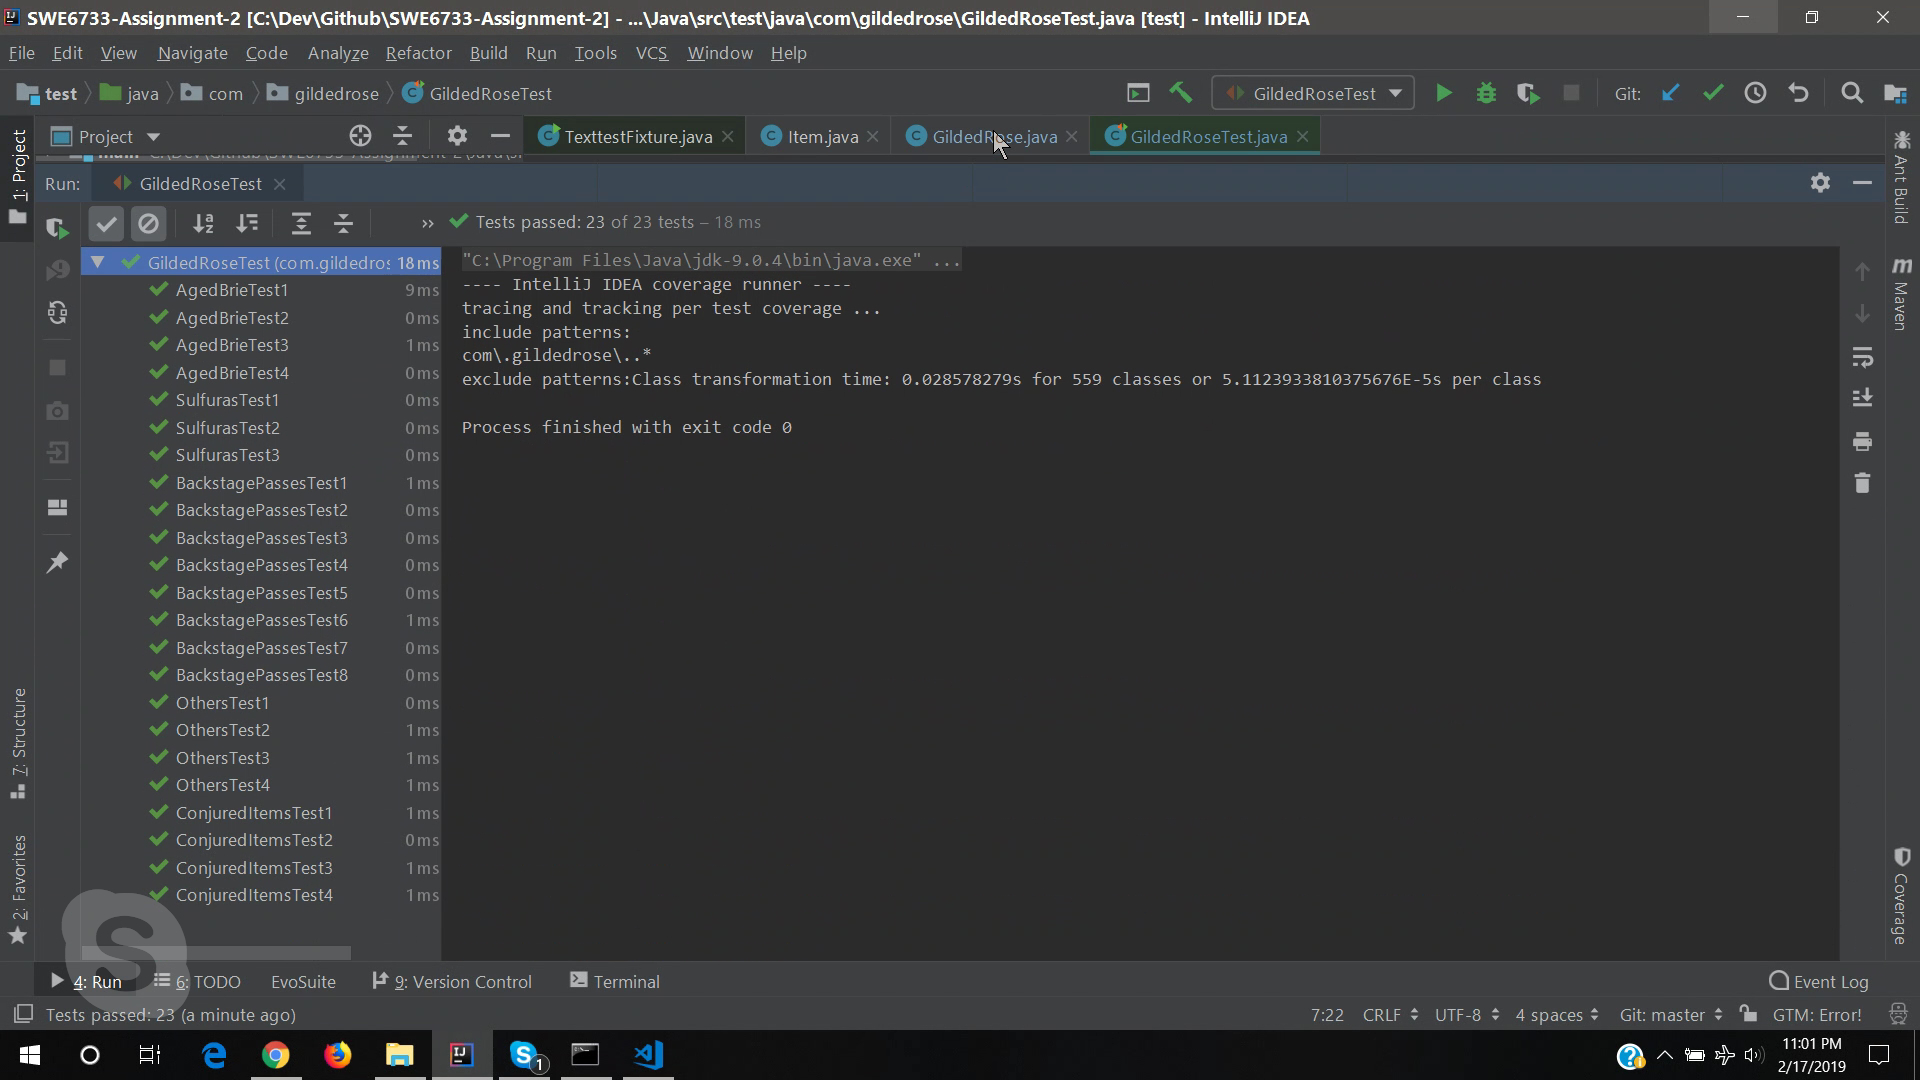 SWE6733-Assignment-2 [C:\Dev\Github\SWE6733-Assignment-2] - ...\Java\src\test\java\com\gildedrose\GildedRoseTest.java [test] - IntelliJ IDEA
File Edit View Navigate Code Analyze Refactor Build Run Tools VCS Window Help
test java com gildedrose GildedRoseTest GildedRoseTest Git:
1: Project
Project TexttestFixture.java Item.java GildedRose.java GildedRoseTest.java
Ant Build
Run: GildedRoseTest
Tests passed: 23 of 23 tests – 18 ms
GildedRoseTest (com.gildedros 18 ms
AgedBrieTest1 9 ms
AgedBrieTest2 0 ms
AgedBrieTest3 1 ms
AgedBrieTest4 0 ms
SulfurasTest1 0 ms
SulfurasTest2 0 ms
SulfurasTest3 0 ms
BackstagePassesTest1 1 ms
BackstagePassesTest2 0 ms
BackstagePassesTest3 0 ms
BackstagePassesTest4 0 ms
BackstagePassesTest5 0 ms
BackstagePassesTest6 1 ms
BackstagePassesTest7 0 ms
BackstagePassesTest8 0 ms
OthersTest1 0 ms
OthersTest2 1 ms
OthersTest3 1 ms
OthersTest4 1 ms
ConjuredItemsTest1 1 ms
ConjuredItemsTest2 0 ms
ConjuredItemsTest3 1 ms
ConjuredItemsTest4 1 ms
"C:\Program Files\Java\jdk-9.0.4\bin\java.exe" ...
---- IntelliJ IDEA coverage runner ----
tracing and tracking per test coverage ...
include patterns:
com\.gildedrose\..*
exclude patterns:Class transformation time: 0.028578279s for 559 classes or 5.1123933810375676E-5s per class
Process finished with exit code 0
Maven
7: Structure
2: Favorites
Coverage
4: Run 6: TODO EvoSuite 9: Version Control Terminal Event Log
Tests passed: 23 (a minute ago) 7:22 CRLF UTF-8 4 spaces Git: master GTM: Error!
1
11:01 PM
2/17/2019